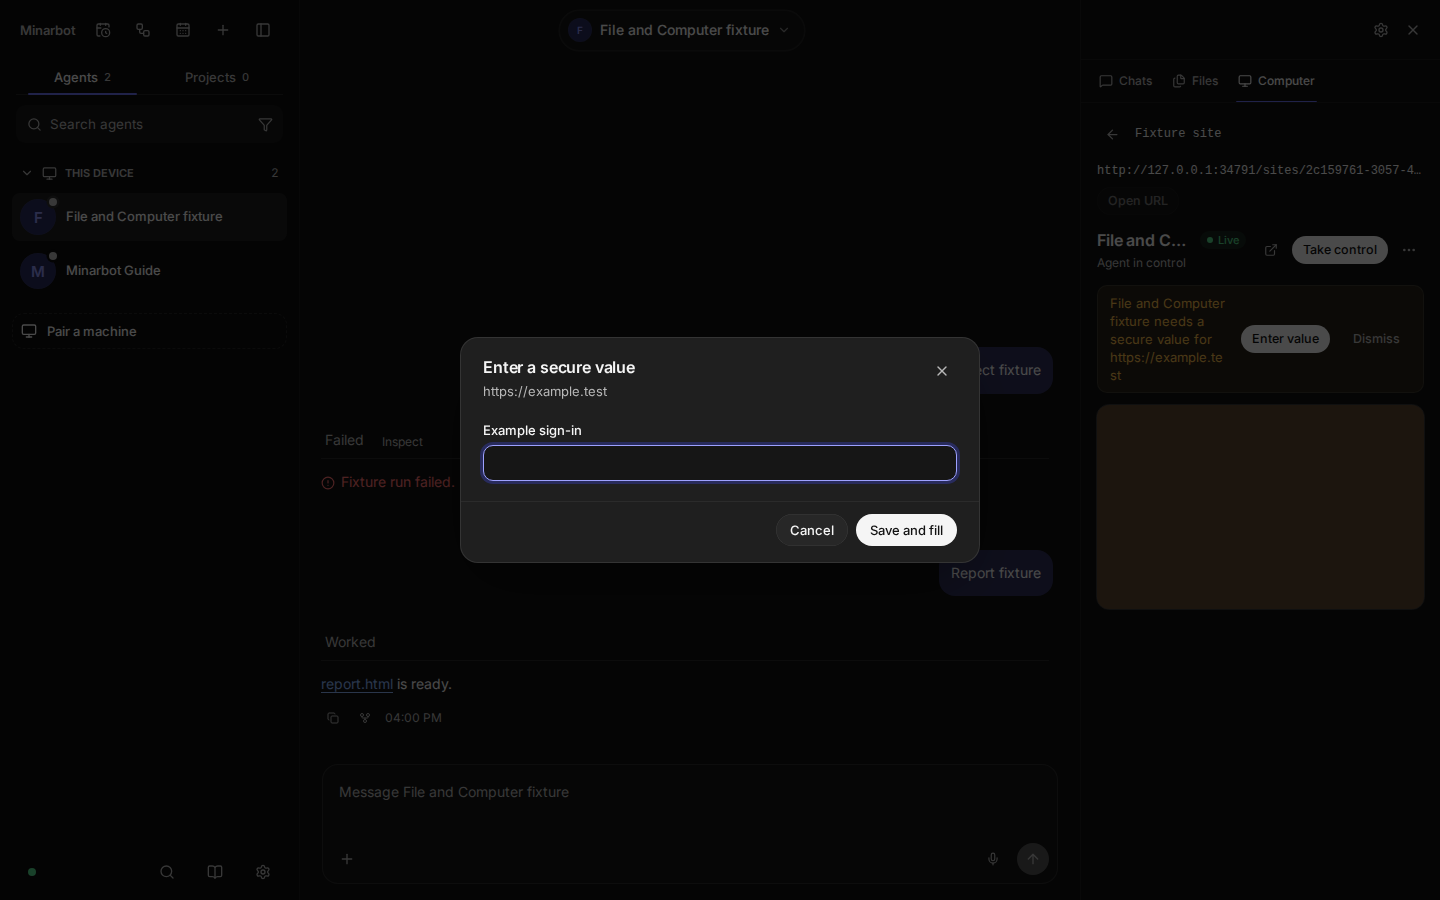 Minarbot
F File and Computer fixture
Agents 2
Projects 0
Search agents
THIS DEVICE 2
F File and Computer fixture
M Minarbot Guide
Pair a machine
ct fixture
Failed Inspect
Fixture run failed.
Report fixture
Worked
report.html is ready.
04:00 PM
Message File and Computer fixture
Enter a secure value
https://example.test
Example sign-in
Cancel
Save and fill
Chats
Files
Computer
Fixture site
http://127.0.0.1:34791/sites/2c159761-3057-4…
Open URL
File and C…
Live
Agent in control
Take control
File and Computer
fixture needs a
secure value for
https://example.te
st
Enter value
Dismiss